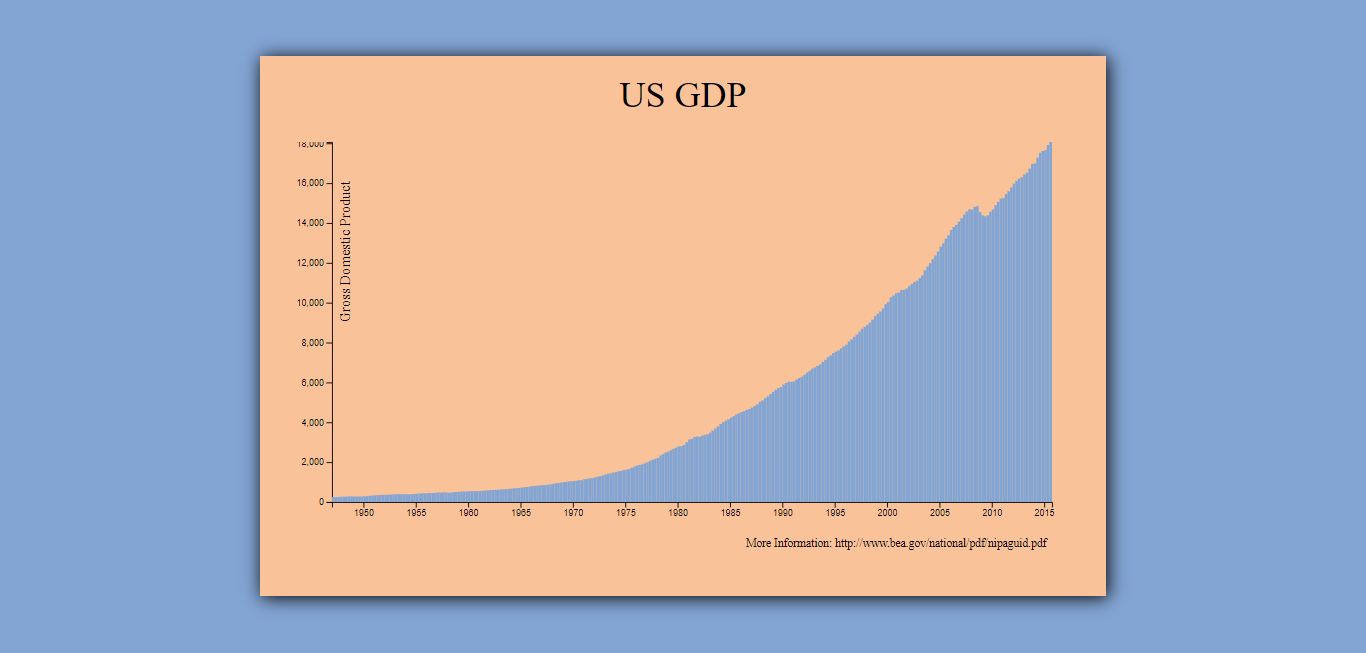 US GDP
18,000
16,000
14,000
12,000
10,000
8,000
6,000
4,000
2,000
0
Gross Domestic Product
1950 1955 1960 1965 1970 1975 1980 1985 1990 1995 2000 2005 2010 2015
More Information: http://www.bea.gov/national/pdf/nipaguid.pdf